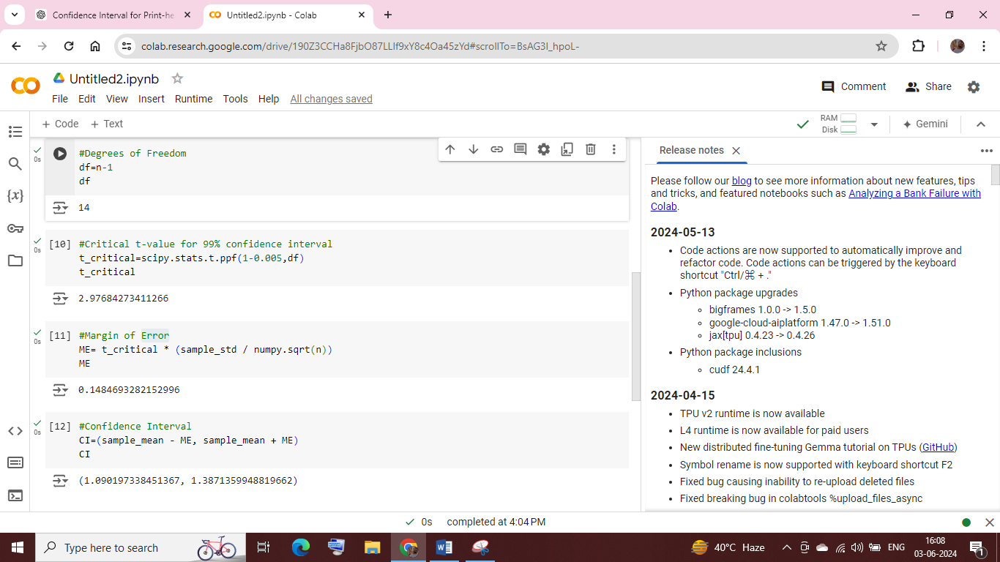 Confidence Interval for Print-he
Untitled2.ipynb - Colab
colab.research.google.com/drive/190Z3CCHa8FjbO87LLlf9xY8c4Oa45zYd#scrollTo=BsAG3I_hpoL-
Untitled2.ipynb
Comment
Share
File Edit View Insert Runtime Tools Help All changes saved
+ Code + Text
RAM
Disk
Gemini
#Degrees of Freedom
df=n-1
df
0s
14
[10] #Critical t-value for 99% confidence interval
0s
t_critical=scipy.stats.t.ppf(1-0.005,df)
t_critical
2.97684273411266
[11] #Margin of Error
0s
ME= t_critical * (sample_std / numpy.sqrt(n))
ME
0.1484693282152996
[12] #Confidence Interval
0s
CI=(sample_mean - ME, sample_mean + ME)
CI
(1.090197338451367, 1.3871359948819662)
Release notes
Please follow our blog to see more information about new features, tips
and tricks, and featured notebooks such as Analyzing a Bank Failure with
Colab.
2024-05-13
• Code actions are now supported to automatically improve and
refactor code. Code actions can be triggered by the keyboard
shortcut "Ctrl/⌘ + ."
• Python package upgrades
◦ bigframes 1.0.0 -> 1.5.0
◦ google-cloud-aiplatform 1.47.0 -> 1.51.0
◦ jax[tpu] 0.4.23 -> 0.4.26
• Python package inclusions
◦ cudf 24.4.1
2024-04-15
• TPU v2 runtime is now available
• L4 runtime is now available for paid users
• New distributed fine-tuning Gemma tutorial on TPUs (GitHub)
• Symbol rename is now supported with keyboard shortcut F2
• Fixed bug causing inability to re-upload deleted files
• Fixed breaking bug in colabtools %upload_files_async
0s completed at 4:04 PM
Type here to search
40°C Haze
ENG
16:08
03-06-2024
1